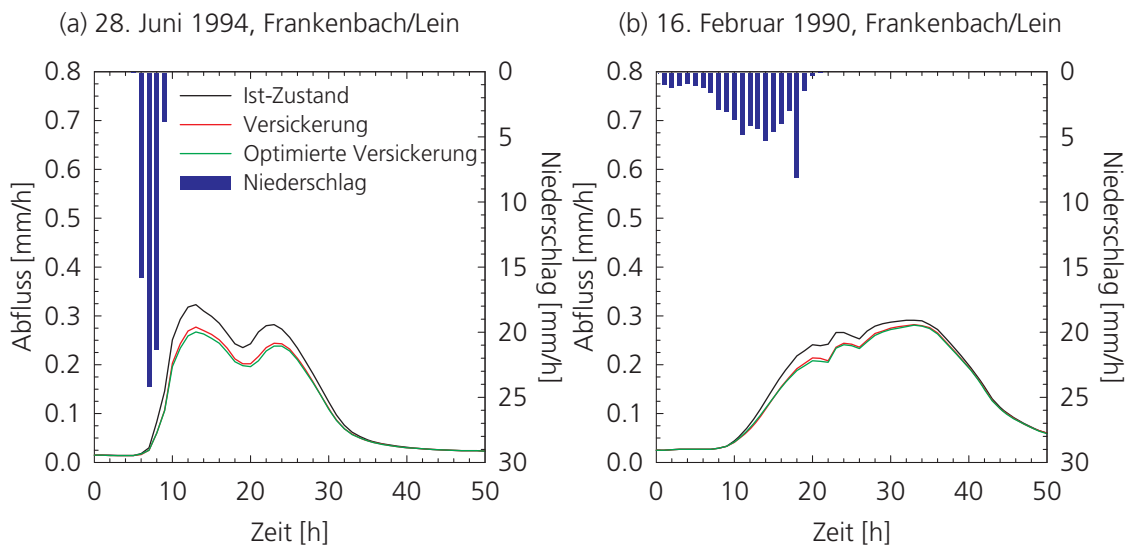 (a) 28. Juni 1994, Frankenbach/Lein
(b) 16. Februar 1990, Frankenbach/Lein
Abfluss [mm/h]
0.8
0.7
0.6
0.5
0.4
0.3
0.2
0.1
0.0
Ist-Zustand
Versickerung
Optimierte Versickerung
Niederschlag
0
5
10
15
20
25
30
Niederschlag [mm/h]
0 10 20 30 40 50
Zeit [h]
Abfluss [mm/h]
0.8
0.7
0.6
0.5
0.4
0.3
0.2
0.1
0.0
0
5
10
15
20
25
30
Niederschlag [mm/h]
0 10 20 30 40 50
Zeit [h]